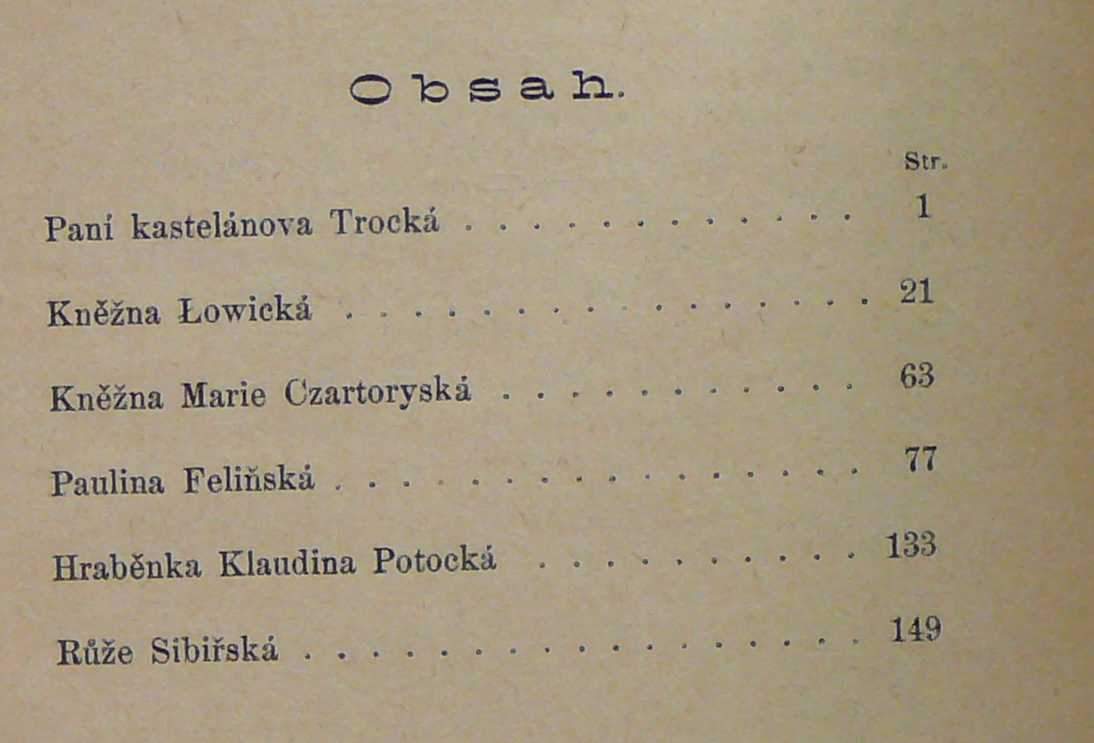 Obsah.
Str.
Paní kastelánova Trocká . . . . . . . . . . . . 1
Kněžna Łowická . . . . . . . . . . . . . . . . 21
Kněžna Marie Czartoryská . . . . . . . . . . . 63
Paulina Feliňská . . . . . . . . . . . . . . . . 77
Hraběnka Klaudina Potocká . . . . . . . . . . 133
Růže Sibiřská . . . . . . . . . . . . . . . . . 149